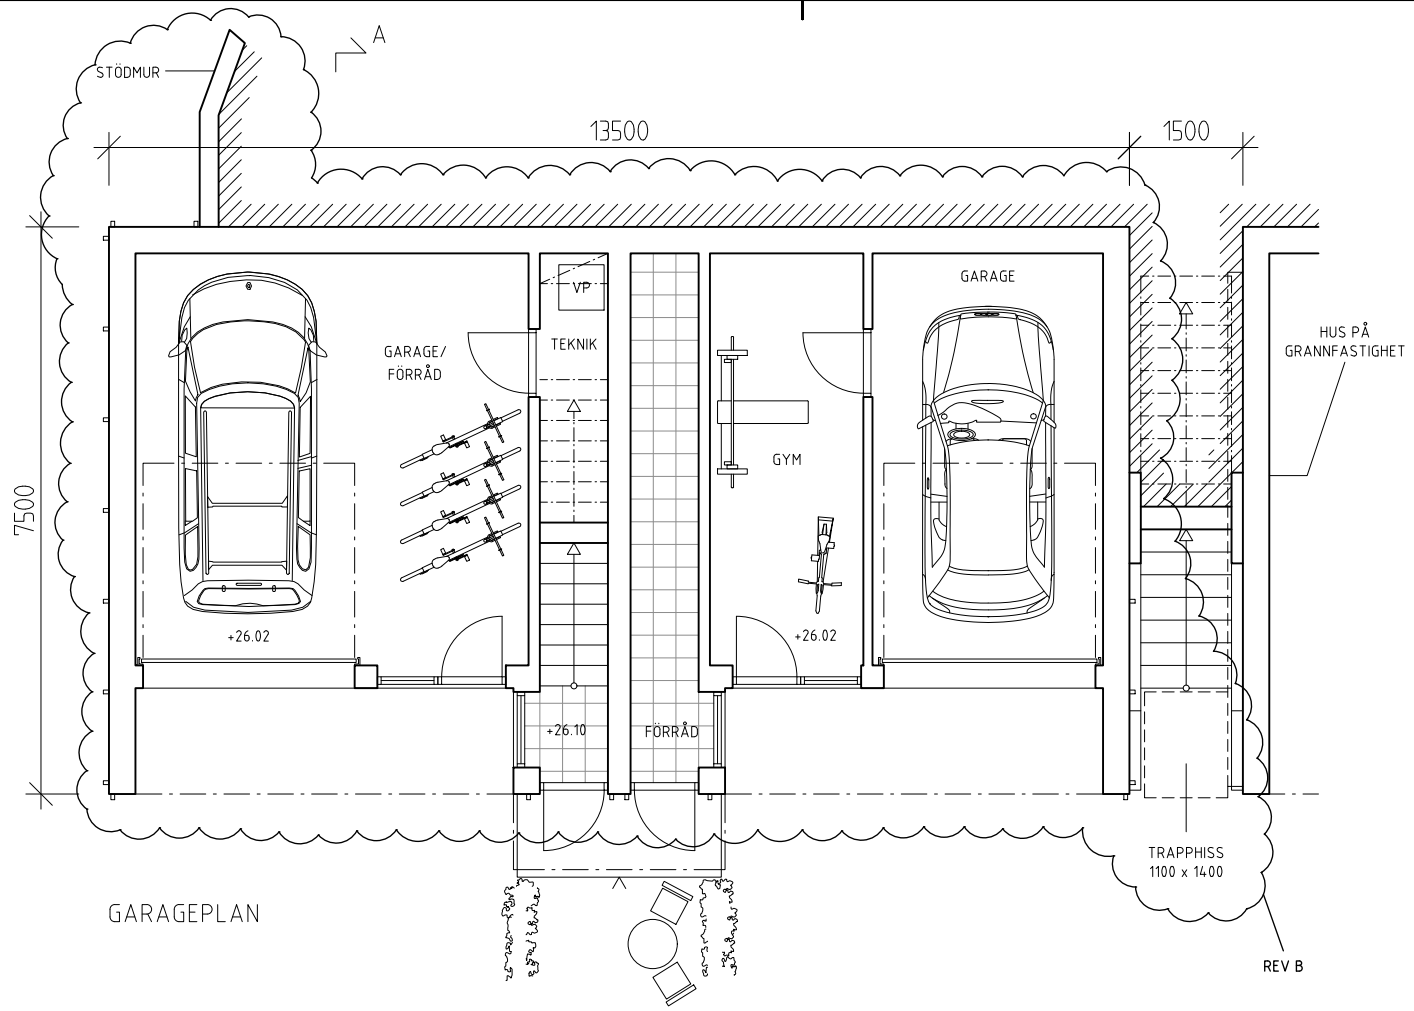 A
STÖDMUR
13500
1500
GARAGE
VP
HUS PÅ
GRANNFASTIGHET
TEKNIK
GARAGE/
FÖRRÅD
GYM
7500
+26.02
+26.02
+26.10
FÖRRÅD
TRAPPHISS
1100 x 1400
GARAGEPLAN
REV B